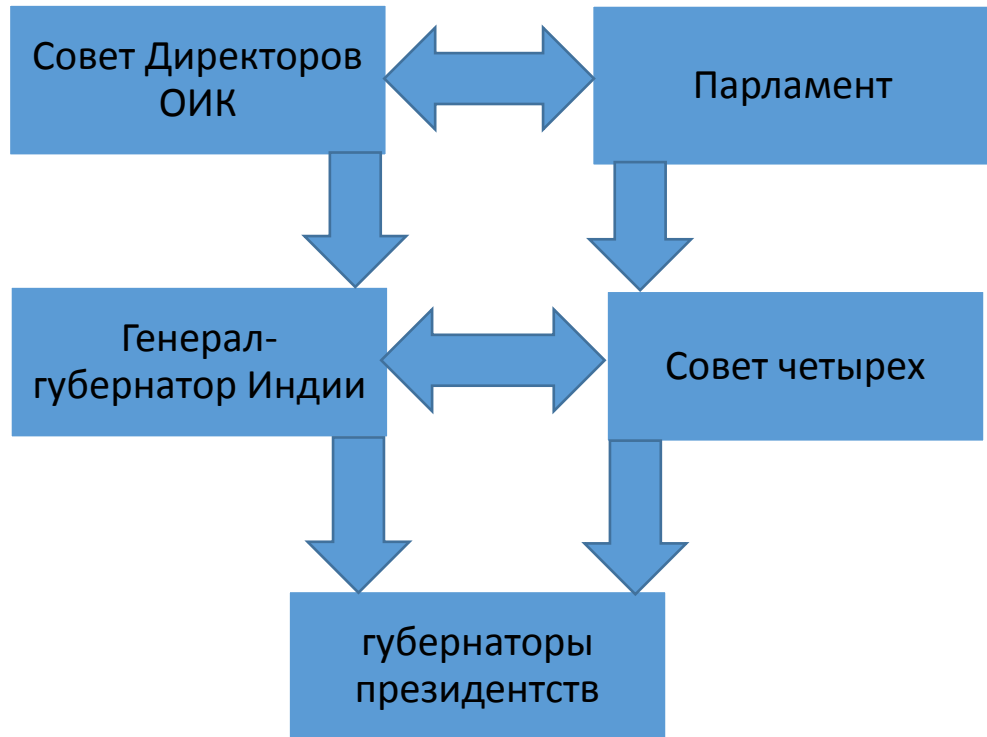 Совет Директоров
ОИК
Парламент
Генерал-
губернатор Индии
Совет четырех
губернаторы
президентств